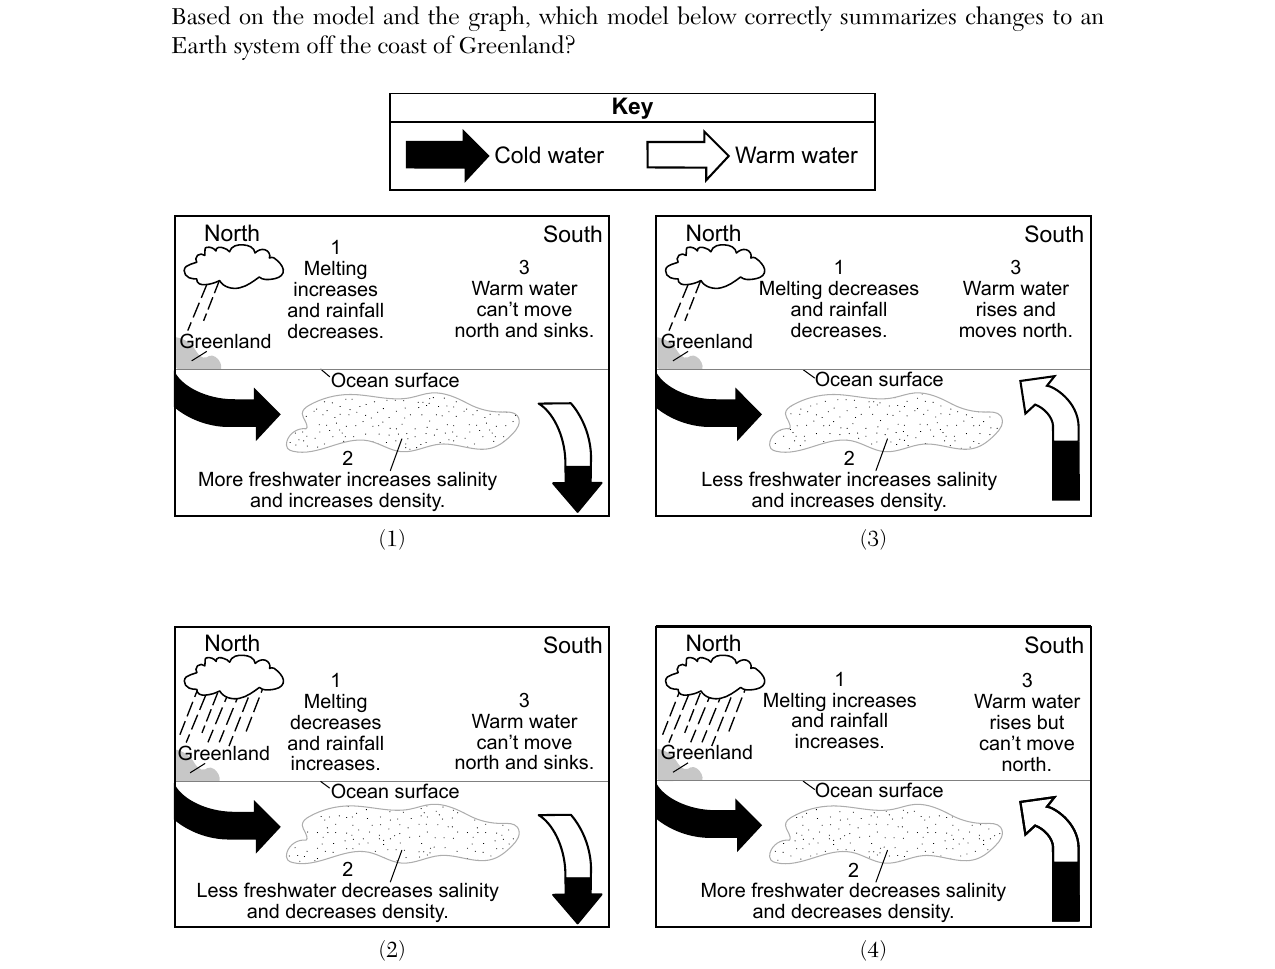 Based on the model and the graph, which model below correctly summarizes changes to an
Earth system off the coast of Greenland?
Key
Cold water
Warm water
North
South
1
Melting
increases
and rainfall
decreases.
3
Warm water
can't move
north and sinks.
Greenland
Ocean surface
2
More freshwater increases salinity
and increases density.
(1)
North
South
1
Melting decreases
and rainfall
decreases.
3
Warm water
rises and
moves north.
Greenland
Ocean surface
2
Less freshwater increases salinity
and increases density.
(3)
North
South
1
Melting
decreases
and rainfall
increases.
3
Warm water
can't move
north and sinks.
Greenland
Ocean surface
2
Less freshwater decreases salinity
and decreases density.
(2)
North
South
1
Melting increases
and rainfall
increases.
3
Warm water
rises but
can't move
north.
Greenland
Ocean surface
2
More freshwater decreases salinity
and decreases density.
(4)